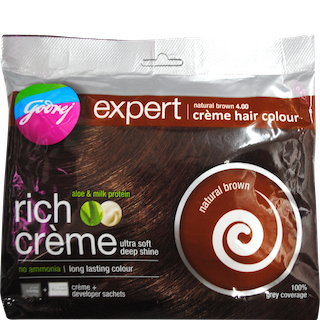 Godrej
expert
natural brown 4.00
crème hair colour
aloe & milk protein
rich
crème
ultra soft
deep shine
no ammonia | long lasting colour
crème +
developer sachets
natural brown
100%
grey coverage